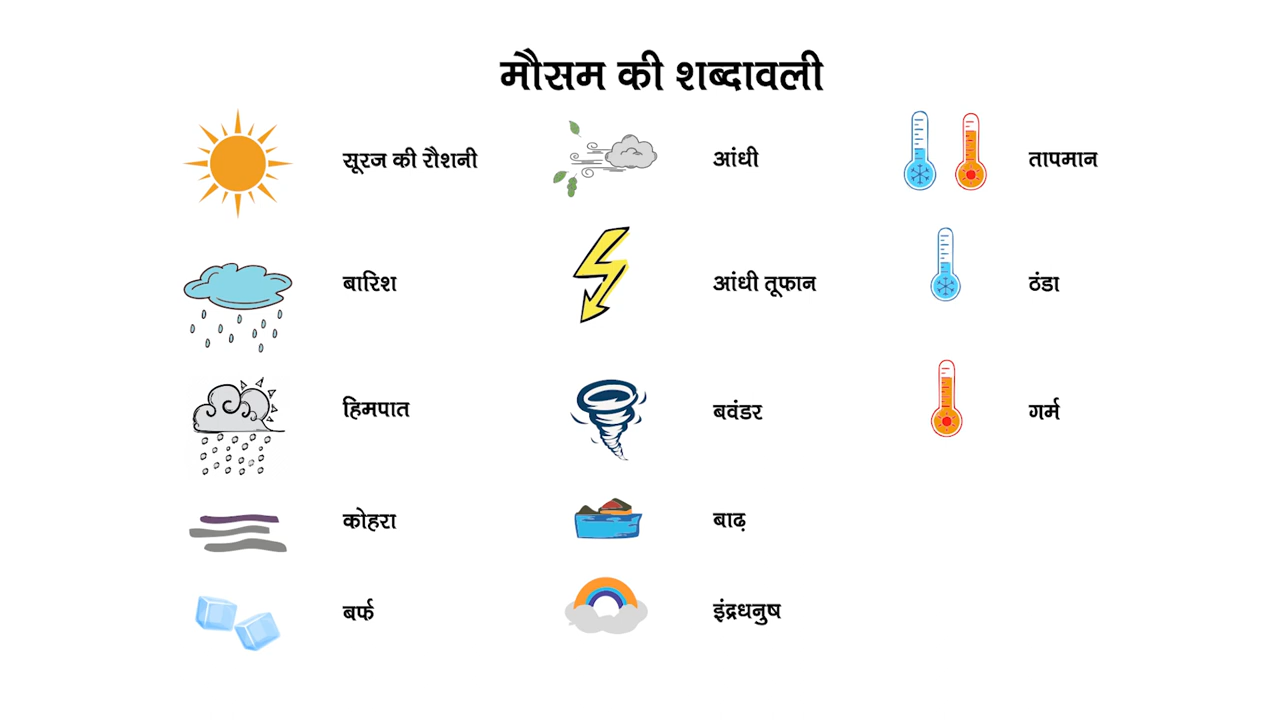 मौसम की शब्दावली
सूरज की रौशनी
बारिश
हिमपात
कोहरा
बर्फ
आंधी
आंधी तूफान
बवंडर
बाढ़
इंद्रधनुष
तापमान
ठंडा
गर्म